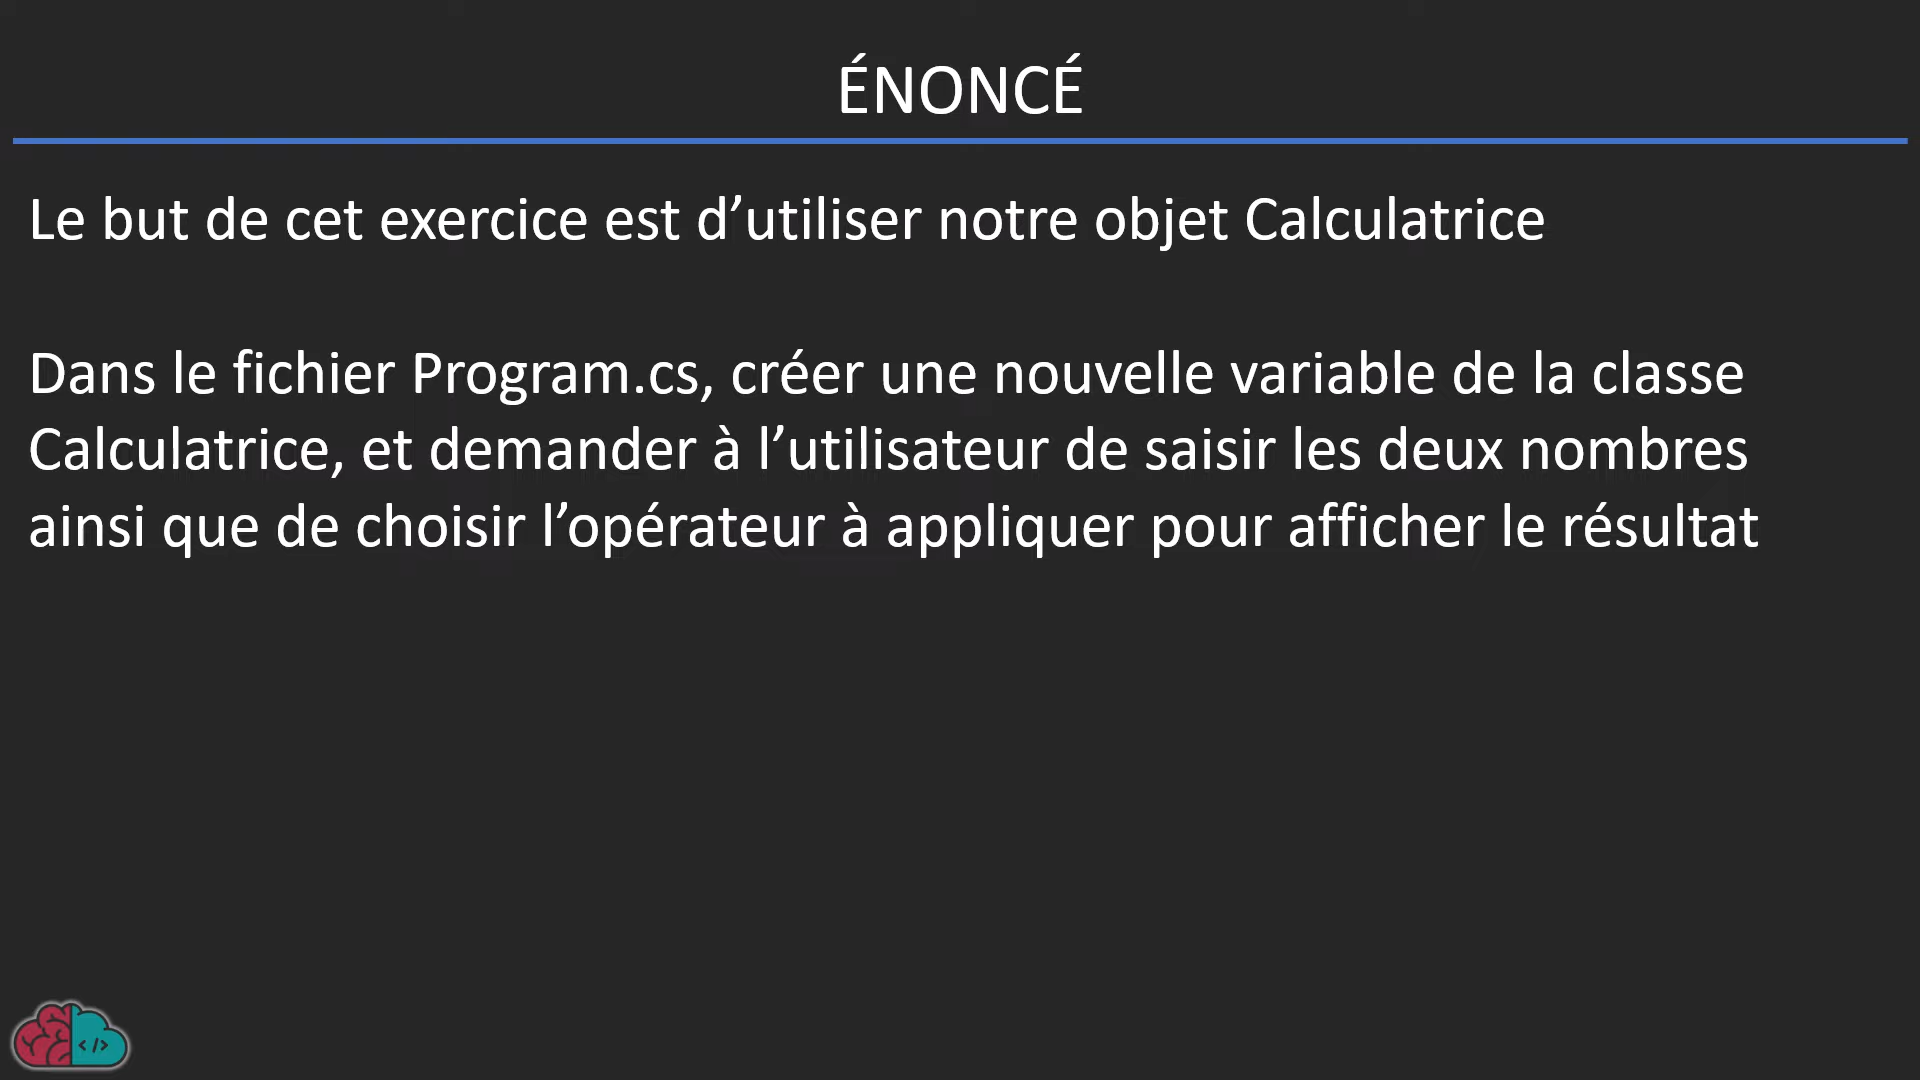 ÉNONCÉ
Le but de cet exercice est d’utiliser notre objet Calculatrice
Dans le fichier Program.cs, créer une nouvelle variable de la classe
Calculatrice, et demander à l’utilisateur de saisir les deux nombres
ainsi que de choisir l’opérateur à appliquer pour afficher le résultat
</>